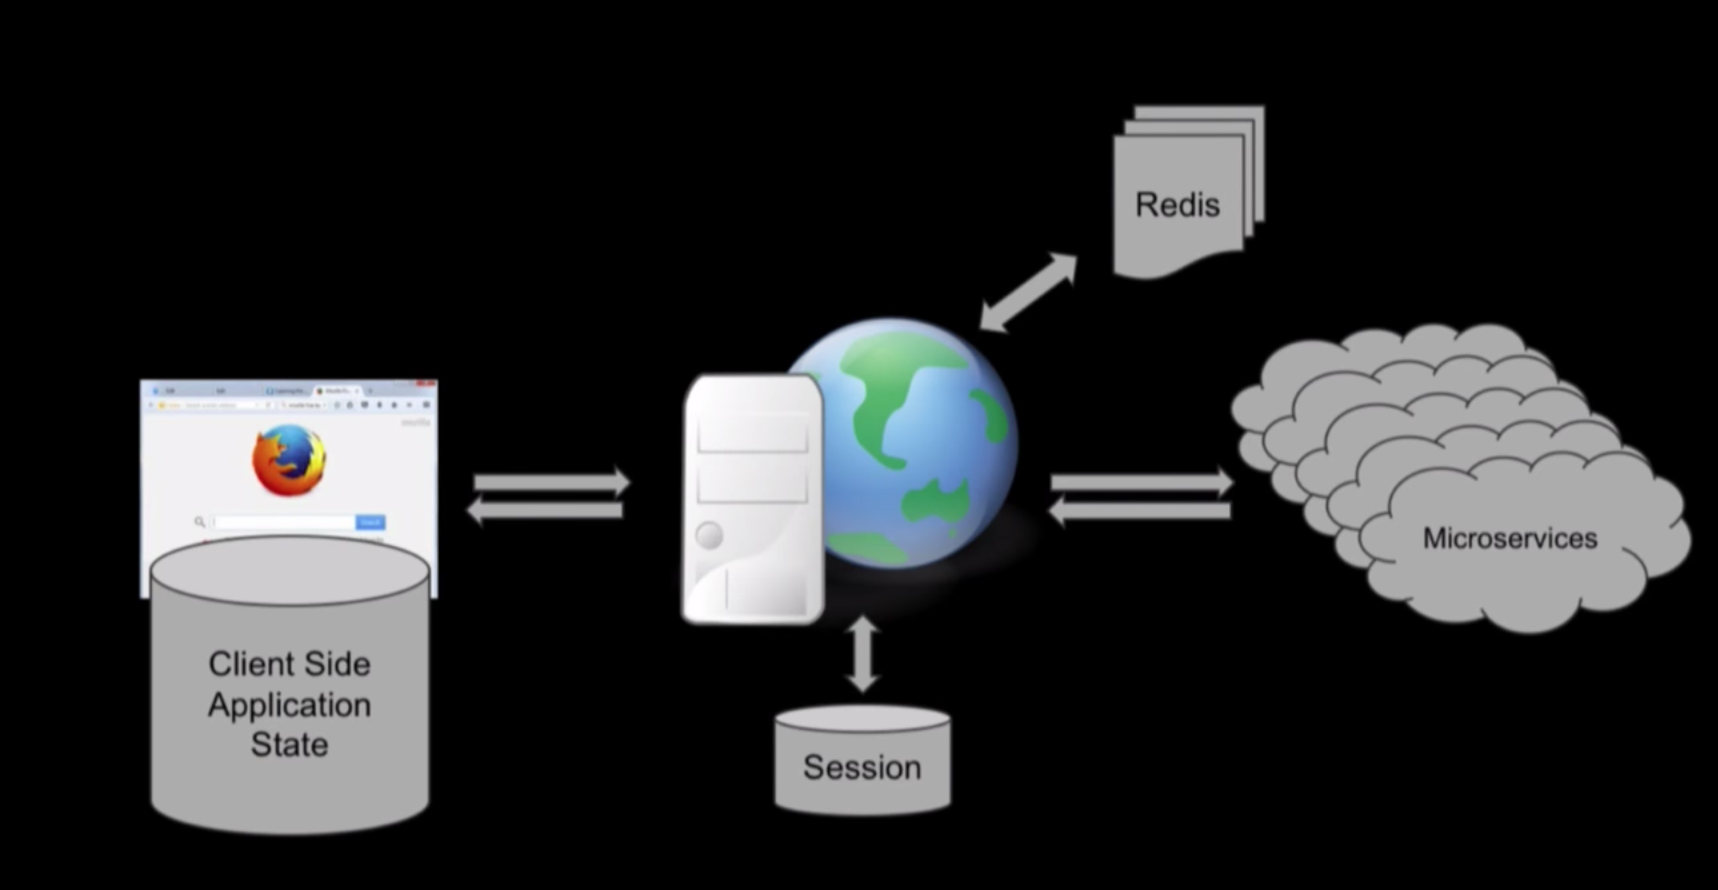 Redis
Microservices
Client Side
Application
State
Session